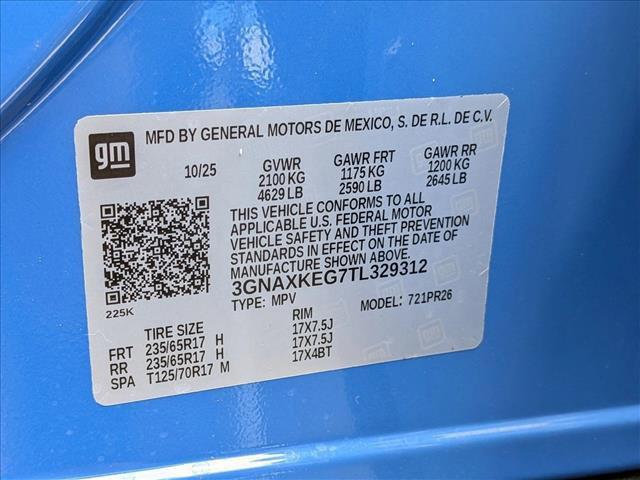 gm MFD BY GENERAL MOTORS DE MEXICO, S. DE R.L. DE C.V.
10/25 GVWR GAWR FRT GAWR RR
2100 KG 1175 KG 1200 KG
4629 LB 2590 LB 2645 LB
THIS VEHICLE CONFORMS TO ALL
APPLICABLE U.S. FEDERAL MOTOR
VEHICLE SAFETY AND THEFT PREVENTION
STANDARDS IN EFFECT ON THE DATE OF
MANUFACTURE SHOWN ABOVE.
3GNAXKEG7TL329312
225K TYPE: MPV MODEL: 721PR26
TIRE SIZE RIM
FRT 235/65R17 H 17X7.5J
RR 235/65R17 H 17X7.5J
SPA T125/70R17 M 17X4BT